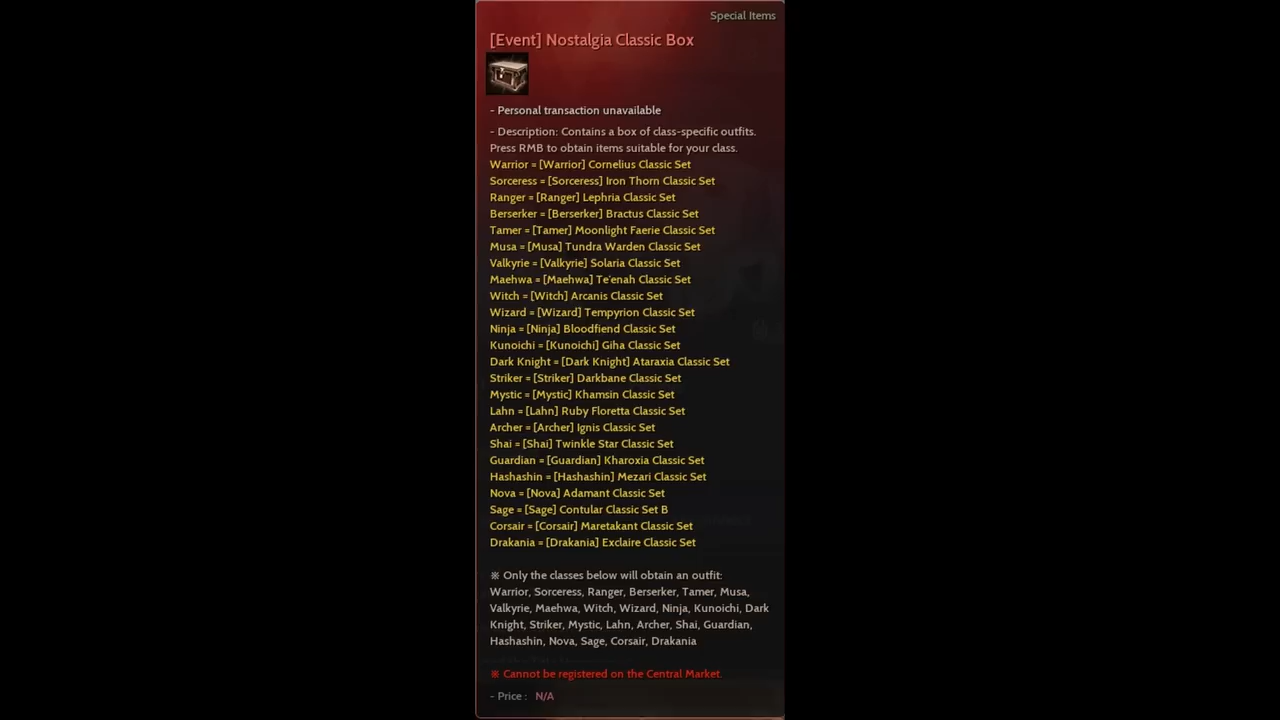 Special Items
[Event] Nostalgia Classic Box
- Personal transaction unavailable
- Description: Contains a box of class-specific outfits.
Press RMB to obtain items suitable for your class.
Warrior = [Warrior] Cornelius Classic Set
Sorceress = [Sorceress] Iron Thorn Classic Set
Ranger = [Ranger] Lephria Classic Set
Berserker = [Berserker] Bractus Classic Set
Tamer = [Tamer] Moonlight Faerie Classic Set
Musa = [Musa] Tundra Warden Classic Set
Valkyrie = [Valkyrie] Solaria Classic Set
Maehwa = [Maehwa] Te'enah Classic Set
Witch = [Witch] Arcanis Classic Set
Wizard = [Wizard] Tempyrion Classic Set
Ninja = [Ninja] Bloodfiend Classic Set
Kunoichi = [Kunoichi] Giha Classic Set
Dark Knight = [Dark Knight] Ataraxia Classic Set
Striker = [Striker] Darkbane Classic Set
Mystic = [Mystic] Khamsin Classic Set
Lahn = [Lahn] Ruby Floretta Classic Set
Archer = [Archer] Ignis Classic Set
Shai = [Shai] Twinkle Star Classic Set
Guardian = [Guardian] Kharoxia Classic Set
Hashashin = [Hashashin] Mezari Classic Set
Nova = [Nova] Adamant Classic Set
Sage = [Sage] Contular Classic Set B
Corsair = [Corsair] Maretakant Classic Set
Drakania = [Drakania] Exclaire Classic Set
※ Only the classes below will obtain an outfit:
Warrior, Sorceress, Ranger, Berserker, Tamer, Musa,
Valkyrie, Maehwa, Witch, Wizard, Ninja, Kunoichi, Dark
Knight, Striker, Mystic, Lahn, Archer, Shai, Guardian,
Hashashin, Nova, Sage, Corsair, Drakania
※ Cannot be registered on the Central Market.
- Price : N/A